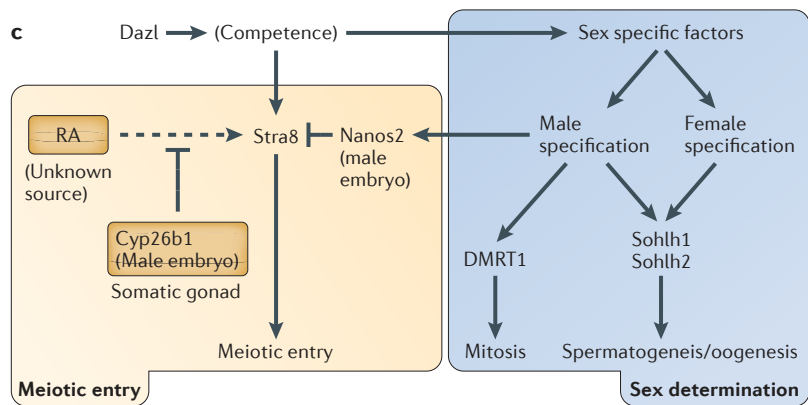 c
Dazl
(Competence)
Sex specific factors
RA
(Unknown
source)
Stra8
Nanos2
(male
embryo)
Male
specification
Female
specification
Cyp26b1
(Male embryo)
Somatic gonad
DMRT1
Sohlh1
Sohlh2
Meiotic entry
Mitosis
Spermatogeneis/oogenesis
Meiotic entry
Sex determination